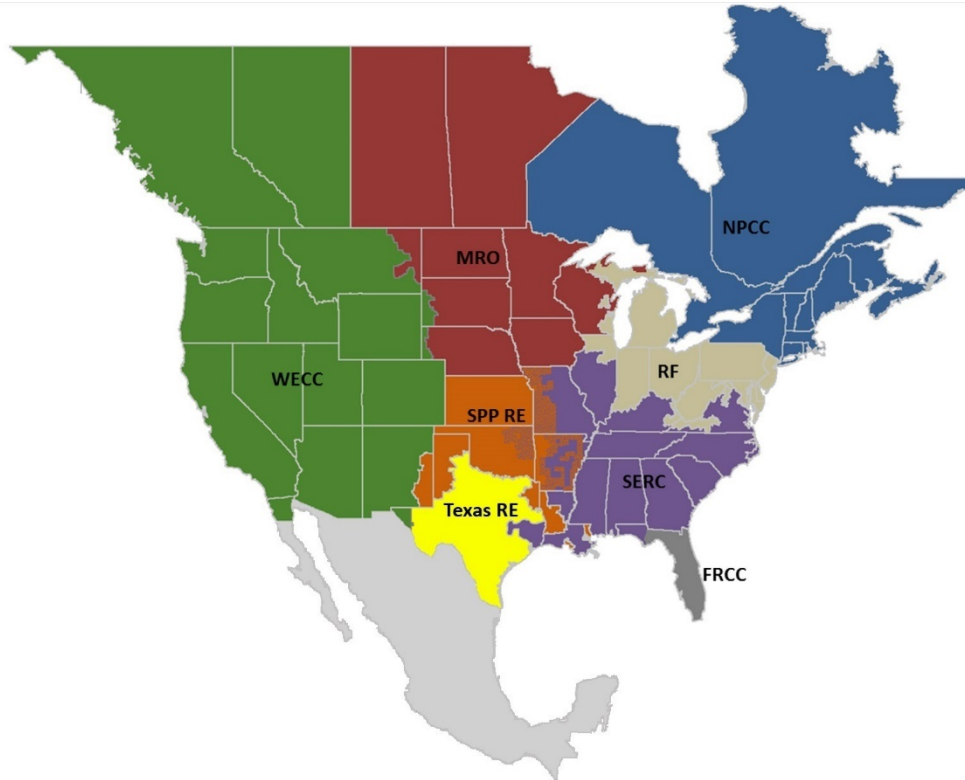 NPCC
MRO
RF
WECC
SPP RE
SERC
Texas RE
FRCC